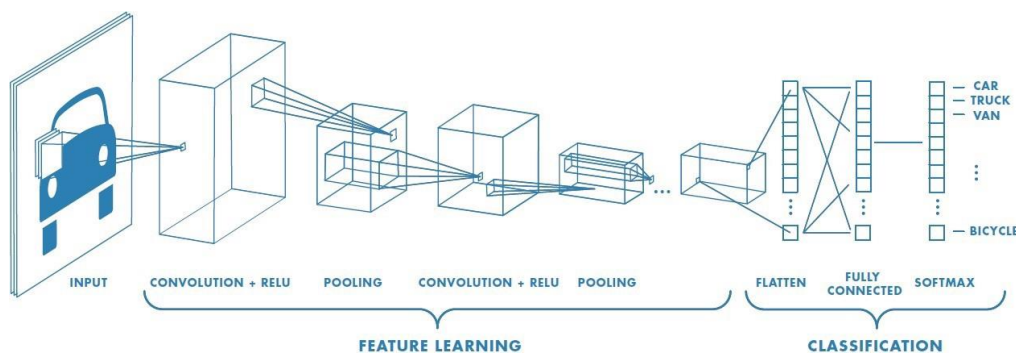 CAR
TRUCK
VAN
BICYCLE
INPUT
CONVOLUTION + RELU
POOLING
CONVOLUTION + RELU
POOLING
FLATTEN
FULLY
CONNECTED
SOFTMAX
FEATURE LEARNING
CLASSIFICATION